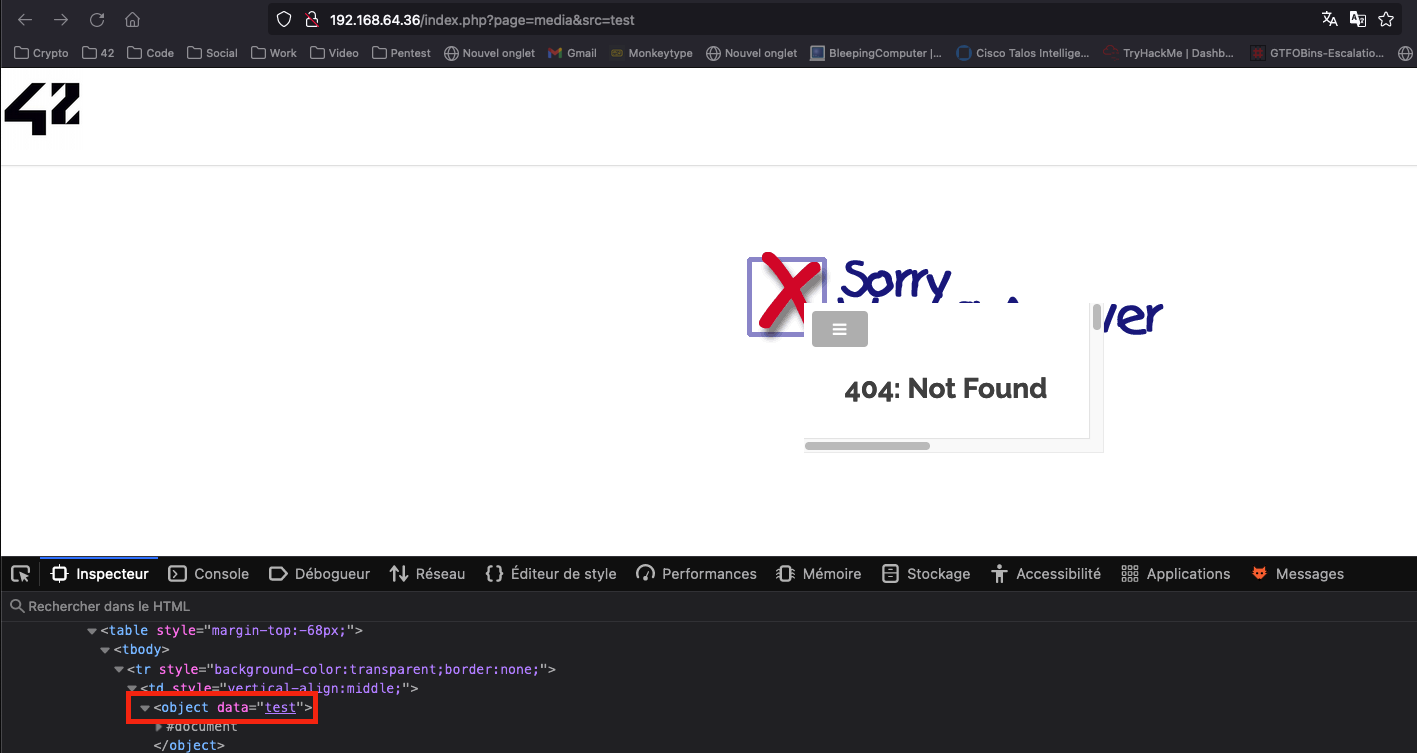 192.168.64.36/index.php?page=media&src=test
Crypto 42 Code Social Work Video Pentest Nouvel onglet Gmail Monkeytype Nouvel onglet BleepingComputer |... Cisco Talos Intellige... TryHackMe | Dashb... GTFOBins-Escalatio...
42
Sorry
404: Not Found
Inspecteur Console Débogueur Réseau Éditeur de style Performances Mémoire Stockage Accessibilité Applications Messages
Rechercher dans le HTML
<table style="margin-top:-68px;">
<tbody>
<tr style="background-color:transparent;border:none;">
<td style="vertical-align:middle;">
<object data="test">
#document
</object>